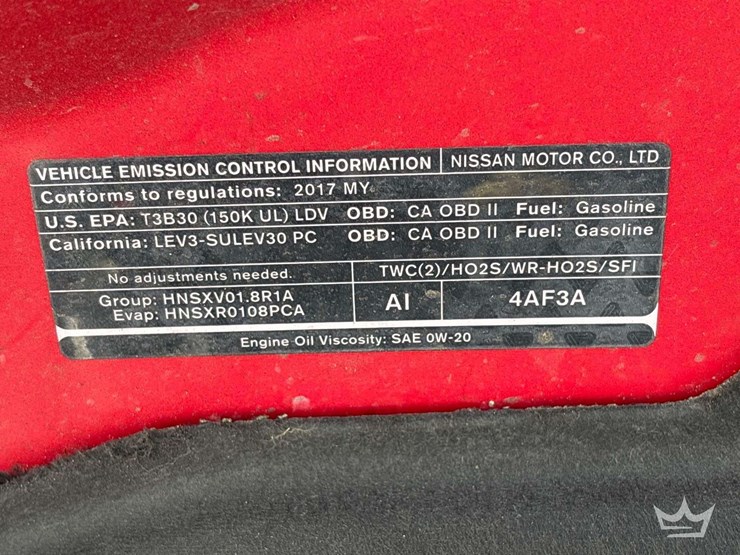 VEHICLE EMISSION CONTROL INFORMATION NISSAN MOTOR CO., LTD
Conforms to regulations: 2017 MY
U.S. EPA: T3B30 (150K UL) LDV OBD: CA OBD II Fuel: Gasoline
California: LEV3-SULEV30 PC OBD: CA OBD II Fuel: Gasoline
No adjustments needed. TWC(2)/HO2S/WR-HO2S/SFI
Group: HNSXV01.8R1A
Evap: HNSXR0108PCA
AI 4AF3A
Engine Oil Viscosity: SAE 0W-20